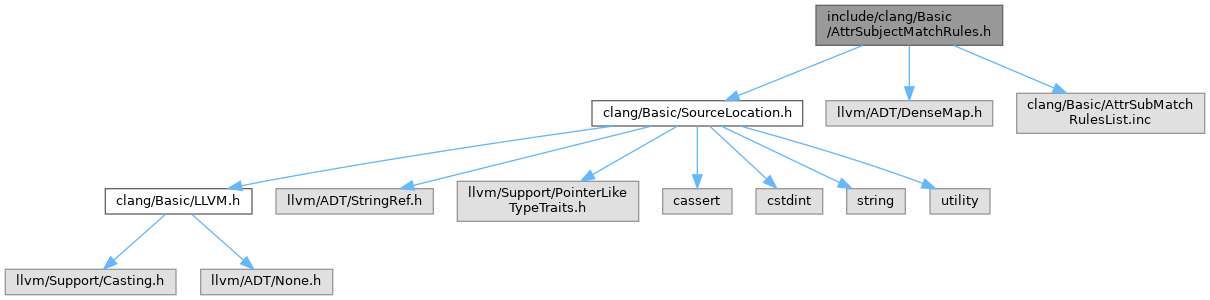 include/clang/Basic
/AttrSubjectMatchRules.h
clang/Basic/SourceLocation.h
llvm/ADT/DenseMap.h
clang/Basic/AttrSubMatch
RulesList.inc
clang/Basic/LLVM.h
llvm/ADT/StringRef.h
llvm/Support/PointerLike
TypeTraits.h
cassert
cstdint
string
utility
llvm/Support/Casting.h
llvm/ADT/None.h